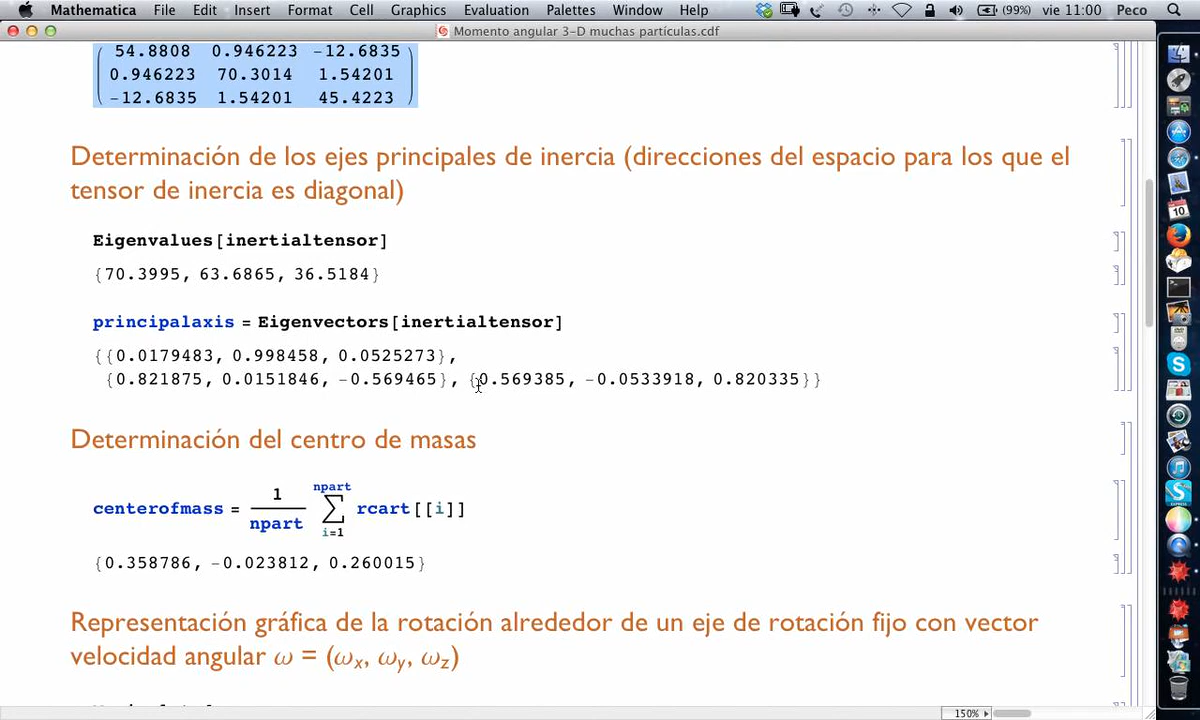 Mathematica File Edit Insert Format Cell Graphics Evaluation Palettes Window Help (99%) vie 11:00 Peco
Momento angular 3-D muchas partículas.cdf
54.8808 0.946223 -12.6835
0.946223 70.3014 1.54201
-12.6835 1.54201 45.4223
Determinación de los ejes principales de inercia (direcciones del espacio para los que el
tensor de inercia es diagonal)
Eigenvalues[inertialtensor]
{70.3995, 63.6865, 36.5184}
principalaxis = Eigenvectors[inertialtensor]
{{0.0179483, 0.998458, 0.0525273},
{0.821875, 0.0151846, -0.569465}, {0.569385, -0.0533918, 0.820335}}
Determinación del centro de masas
centerofmass = 1/npart ∑ i=1 npart rcart[[i]]
{0.358786, -0.023812, 0.260015}
Representación gráfica de la rotación alrededor de un eje de rotación fijo con vector
velocidad angular ω = (ωx, ωy, ωz)
150%
10